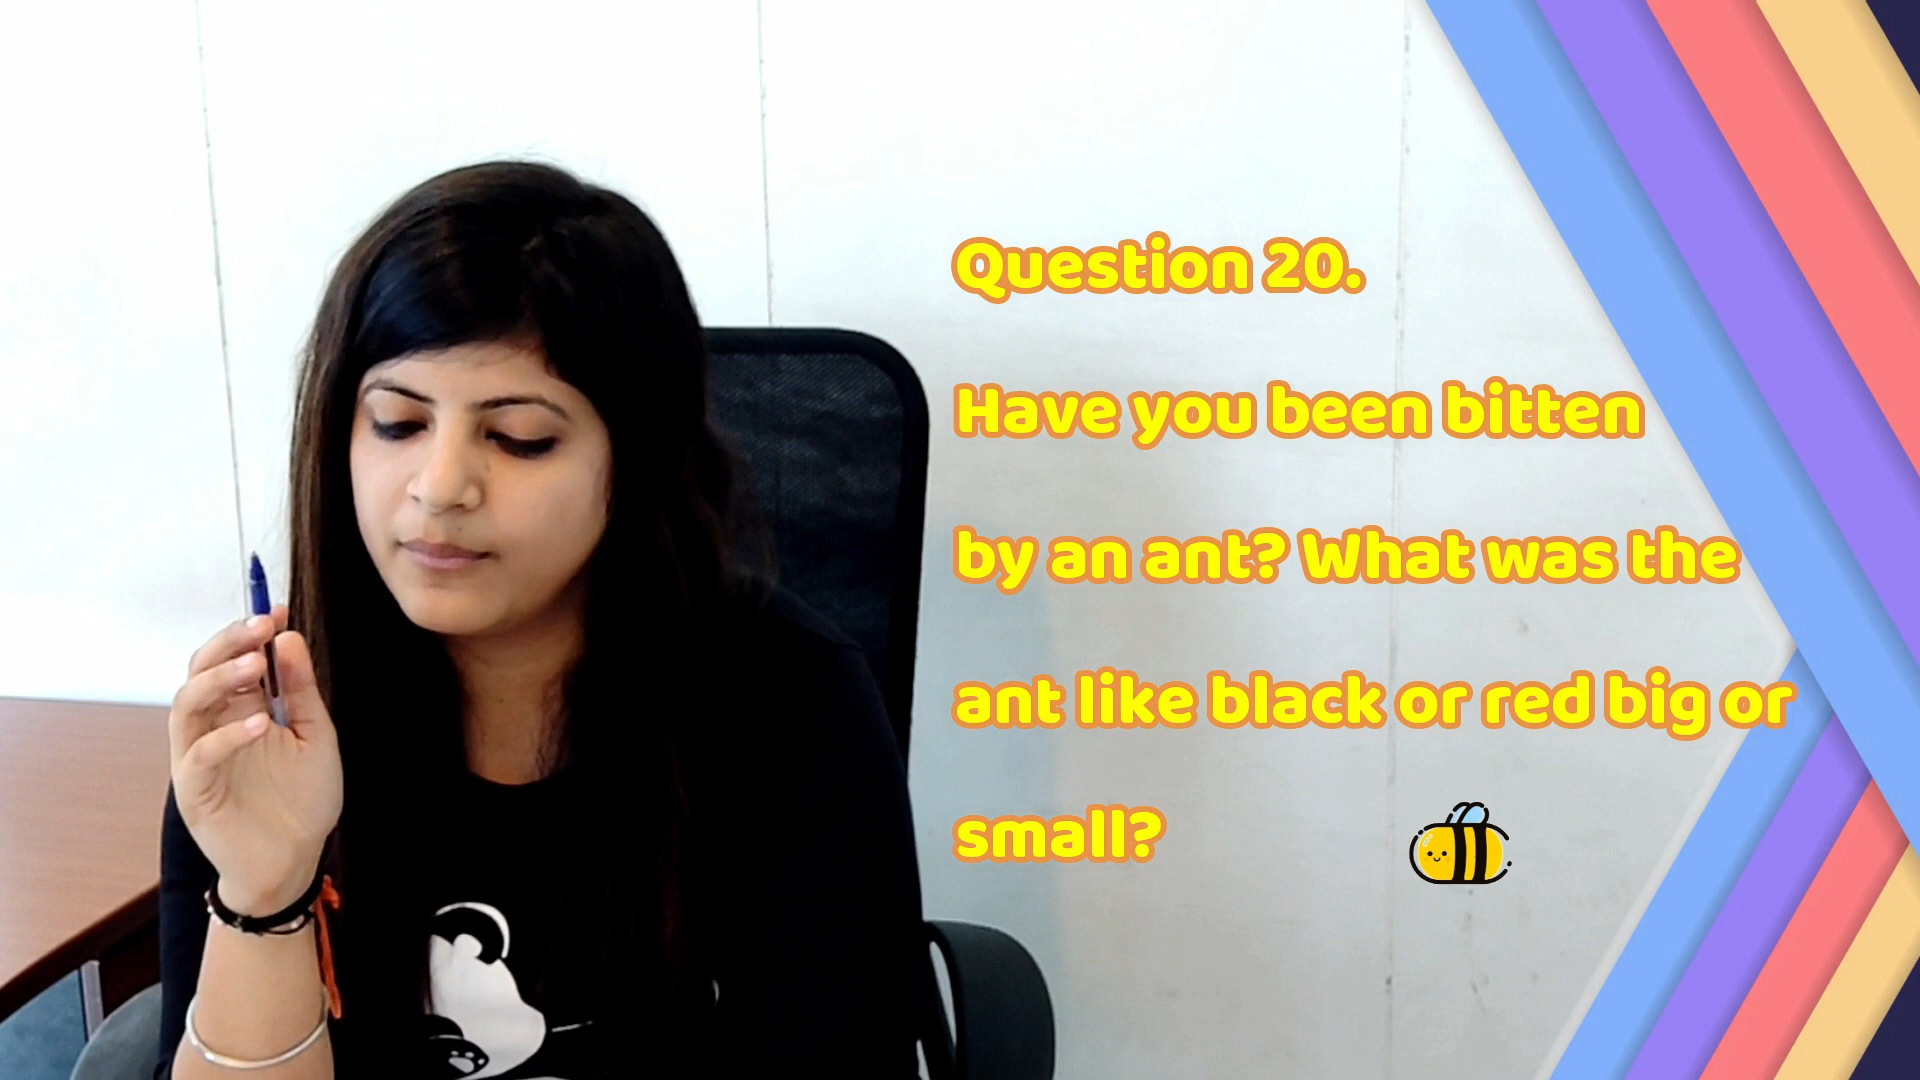 Question 20.
Have you been bitten
by an ant? What was the
ant like black or red big or
small?